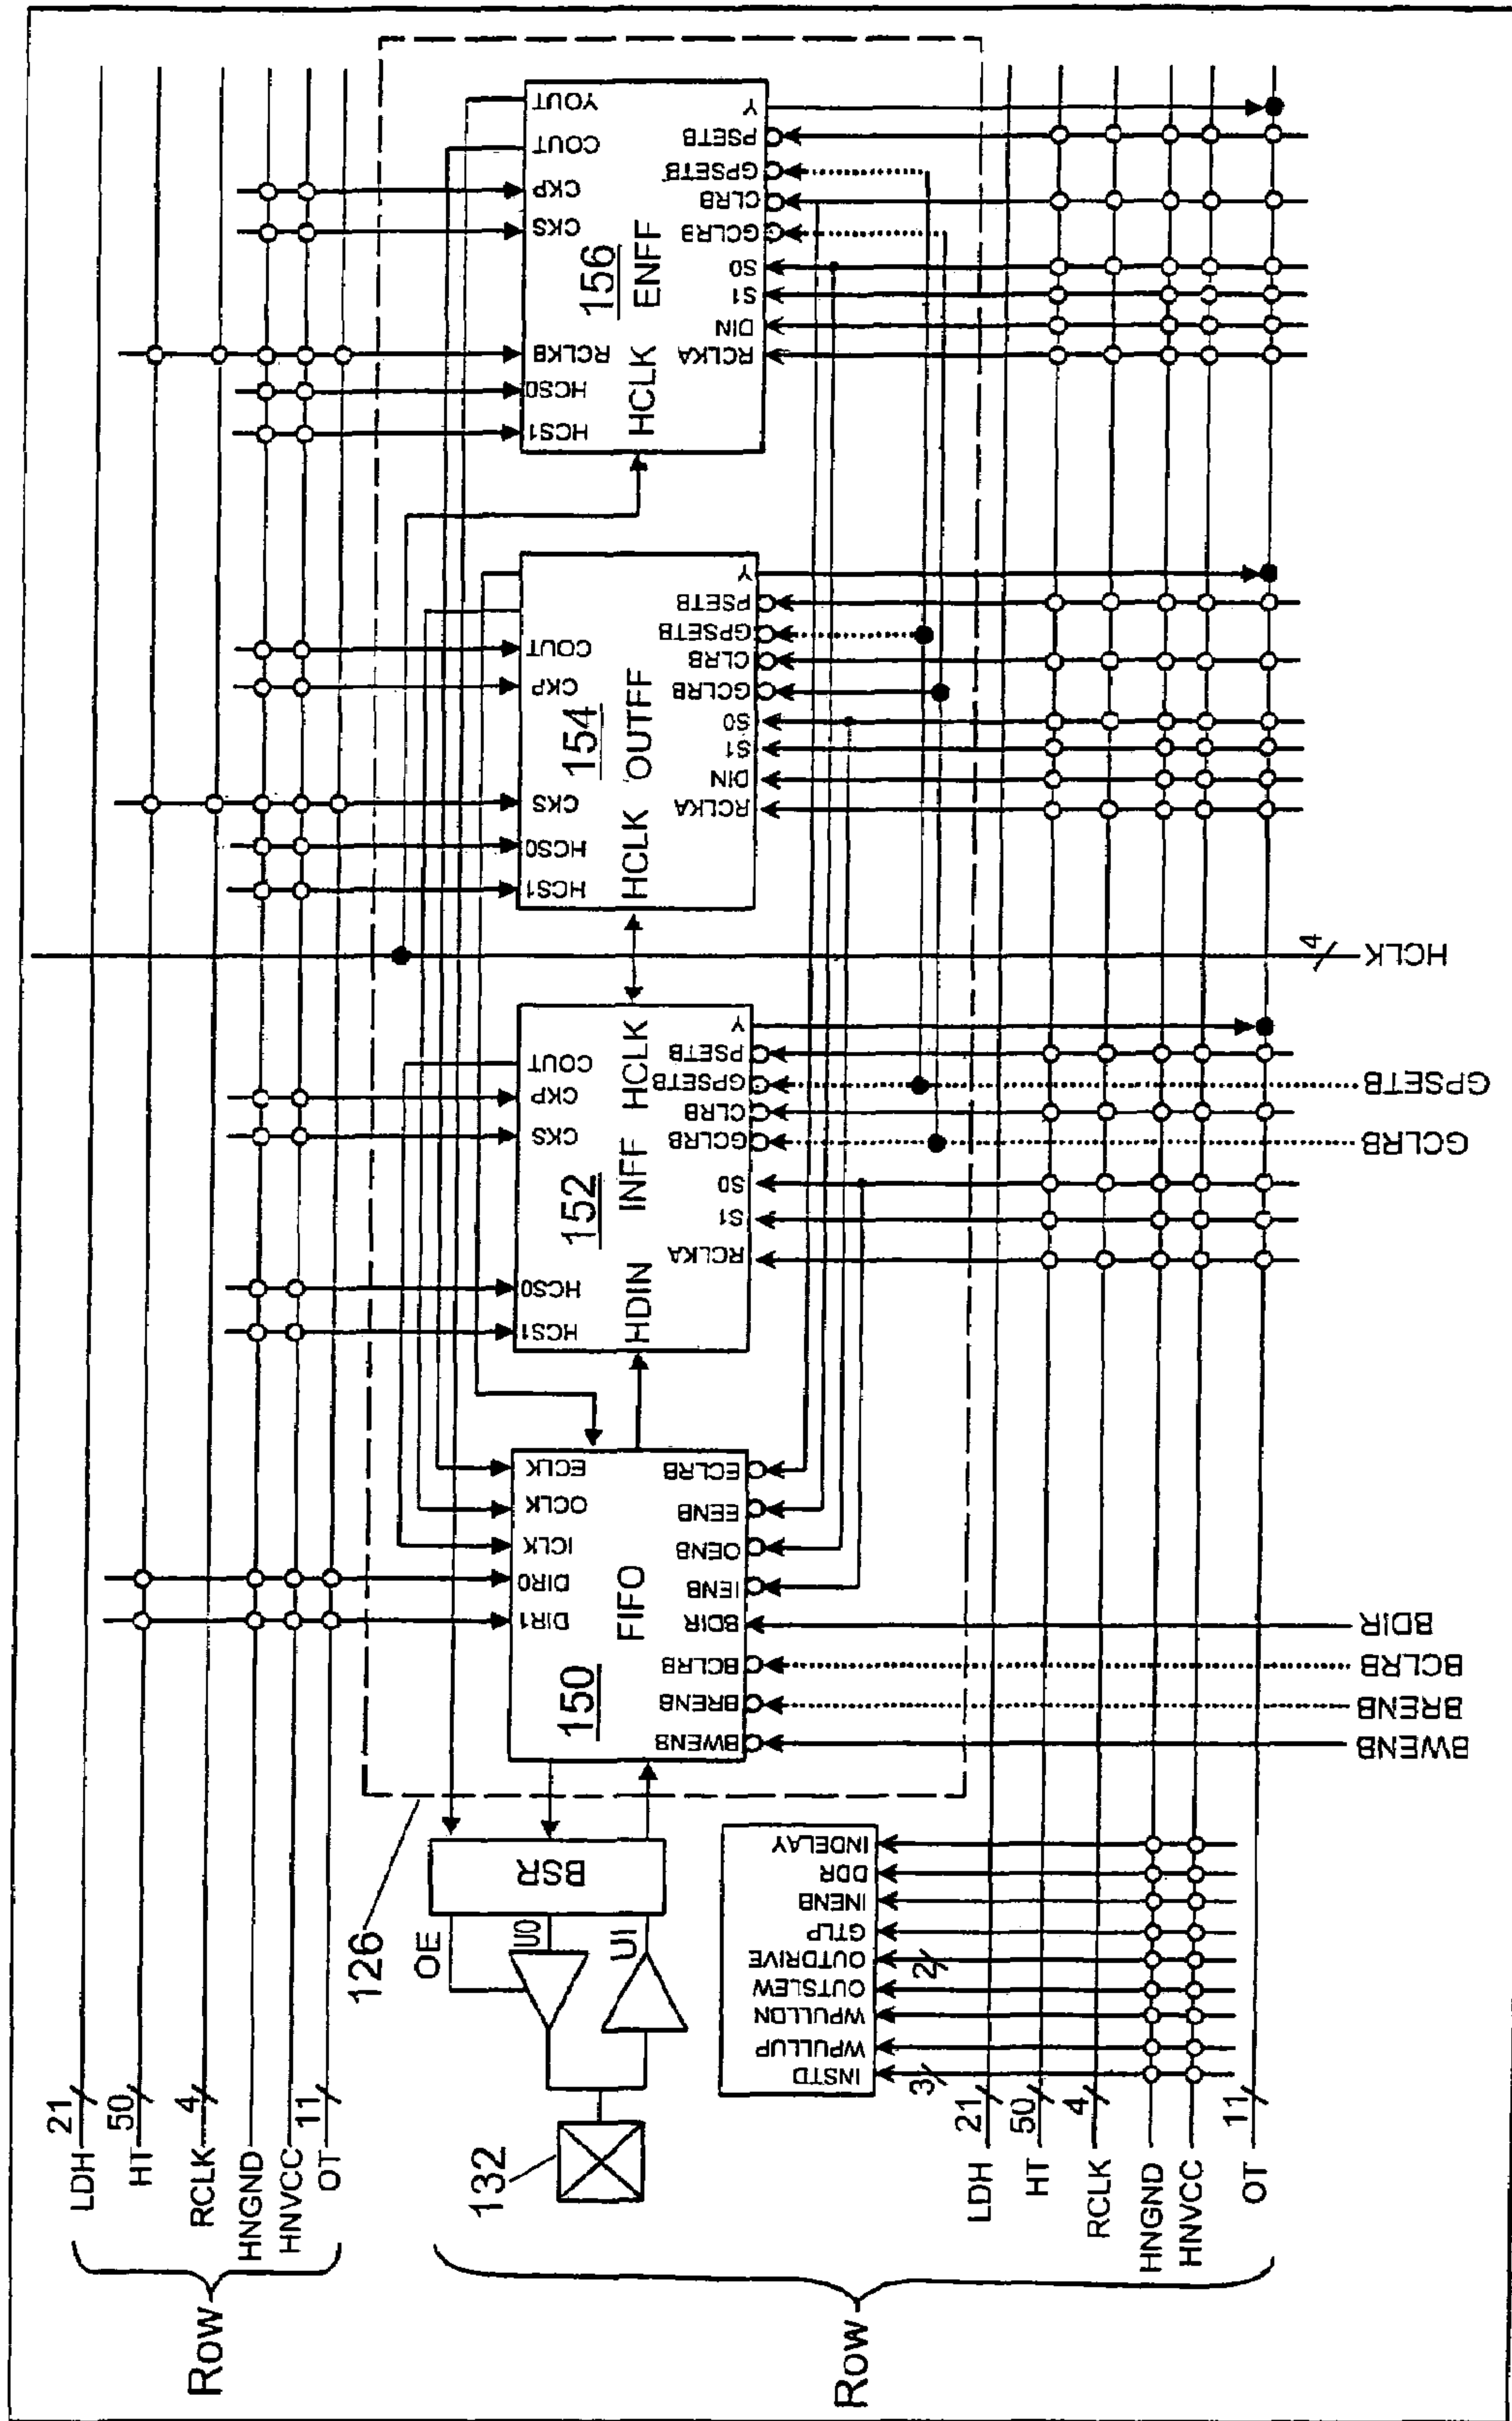 Row
LDH
21
HT
50
RCLK
4
HNGND
HNVCC
OT
11
132
126
OE
UO
UI
BSR
INSTD
WPULLUP
WPULLDN
OUTSLEW
OUTDRIVE
GTLP
INENB
DDR
INDELAY
3
2
150
FIFO
DIR1
DIR0
ICLK
OCLK
ECLK
BWENB
BRENB
BCLRB
BDIR
IENB
OENB
EENB
ECLRB
152
INFF
HDIN
HCLK
HCS1
HCS0
CKS
CKP
COUT
RCLKA
S1
S0
GCLRB
CLRB
GPSETB
PSETB
Y
154
HCLK OUTFF
HCS1
HCS0
CKS
CKP
COUT
RCLKA
DIN
S1
S0
GCLRB
CLRB
GPSETB
PSETB
Y
156
HCLK ENFF
HCS1
HCS0
RCLKB
CKS
CKP
COUT
YOUT
RCLKA
DIN
S1
S0
GCLRB
CLRB
GPSETB
PSETB
Y
Row
LDH
21
HT
50
RCLK
4
HNGND
HNVCC
OT
11
BWENB
BRENB
BCLRB
BDIR
GCLRB
GPSETB
HCLK
4